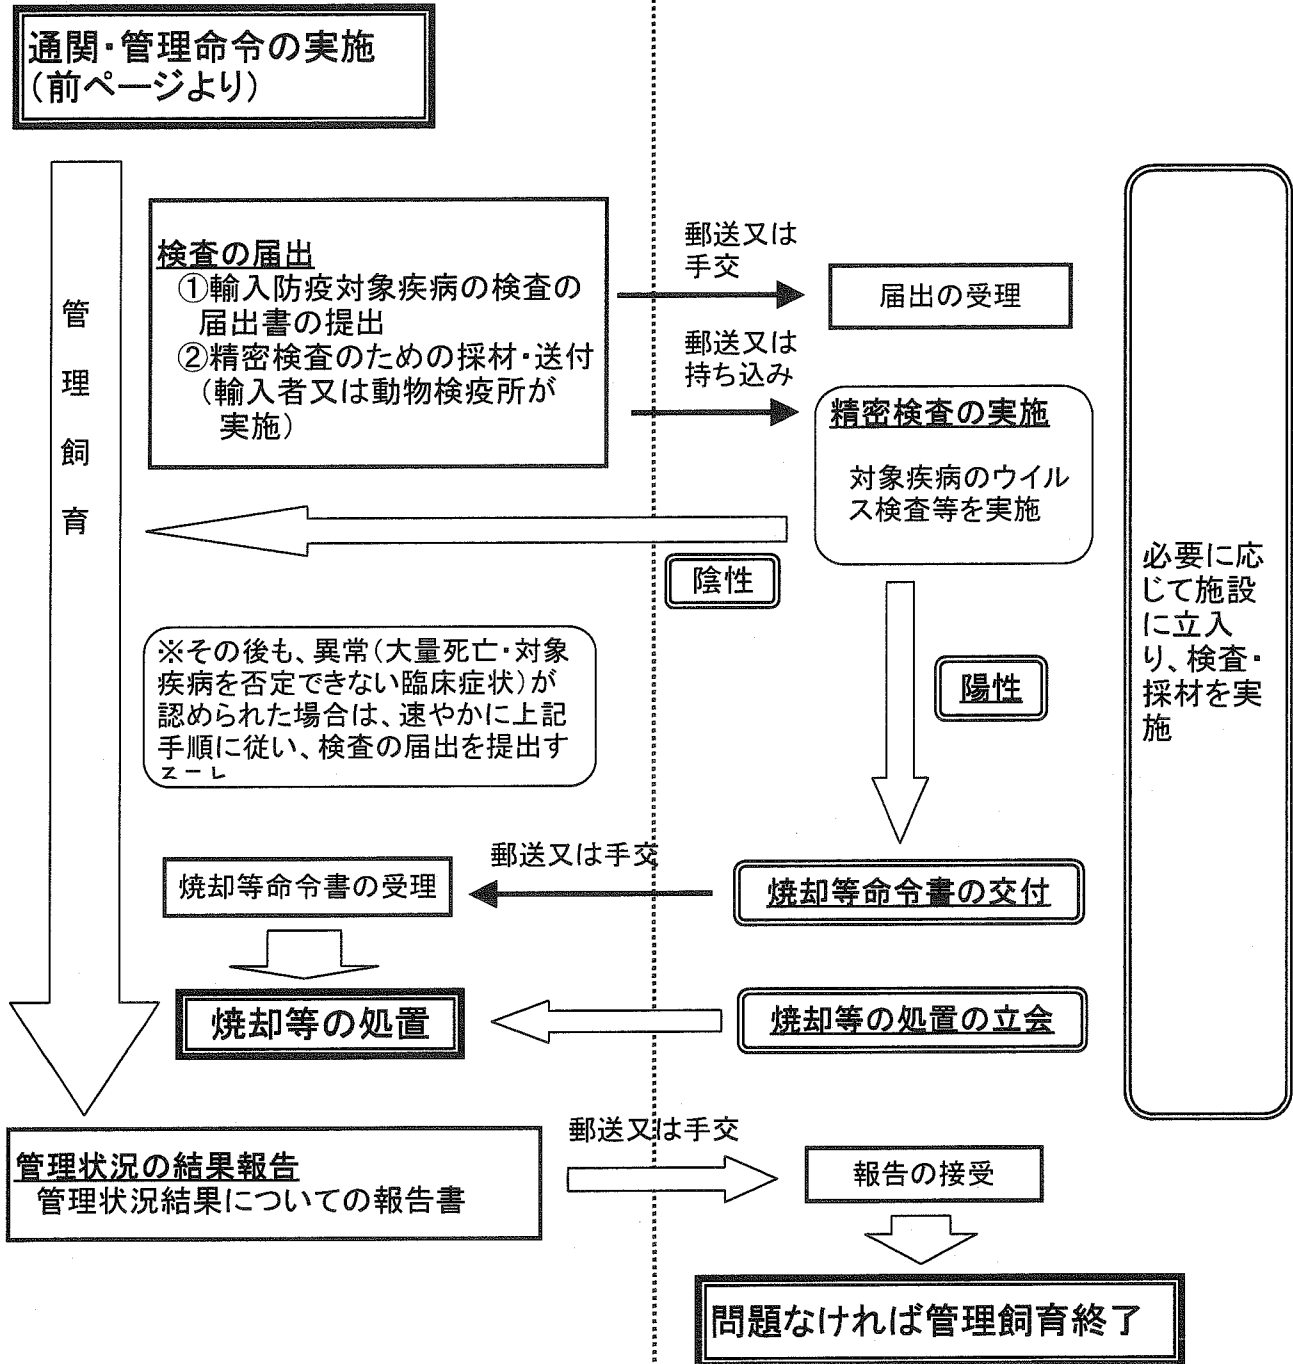 通関・管理命令の実施
(前ページより)
管
理
飼
育
検査の届出
①輸入防疫対象疾病の検査の
届出書の提出
②精密検査のための採材・送付
(輸入者又は動物検疫所が
実施)
郵送又は
手交
届出の受理
郵送又は
持ち込み
精密検査の実施
対象疾病のウイル
ス検査等を実施
陰性
※その後も、異常(大量死亡・対象
疾病を否定できない臨床症状)が
認められた場合は、速やかに上記
手順に従い、検査の届出を提出す
陽性
必要に応
じて施設
に立入
り、検査・
採材を実
施
焼却等命令書の受理
郵送又は手交
焼却等命令書の交付
焼却等の処置
焼却等の処置の立会
管理状況の結果報告
管理状況結果についての報告書
郵送又は手交
報告の接受
問題なければ管理飼育終了